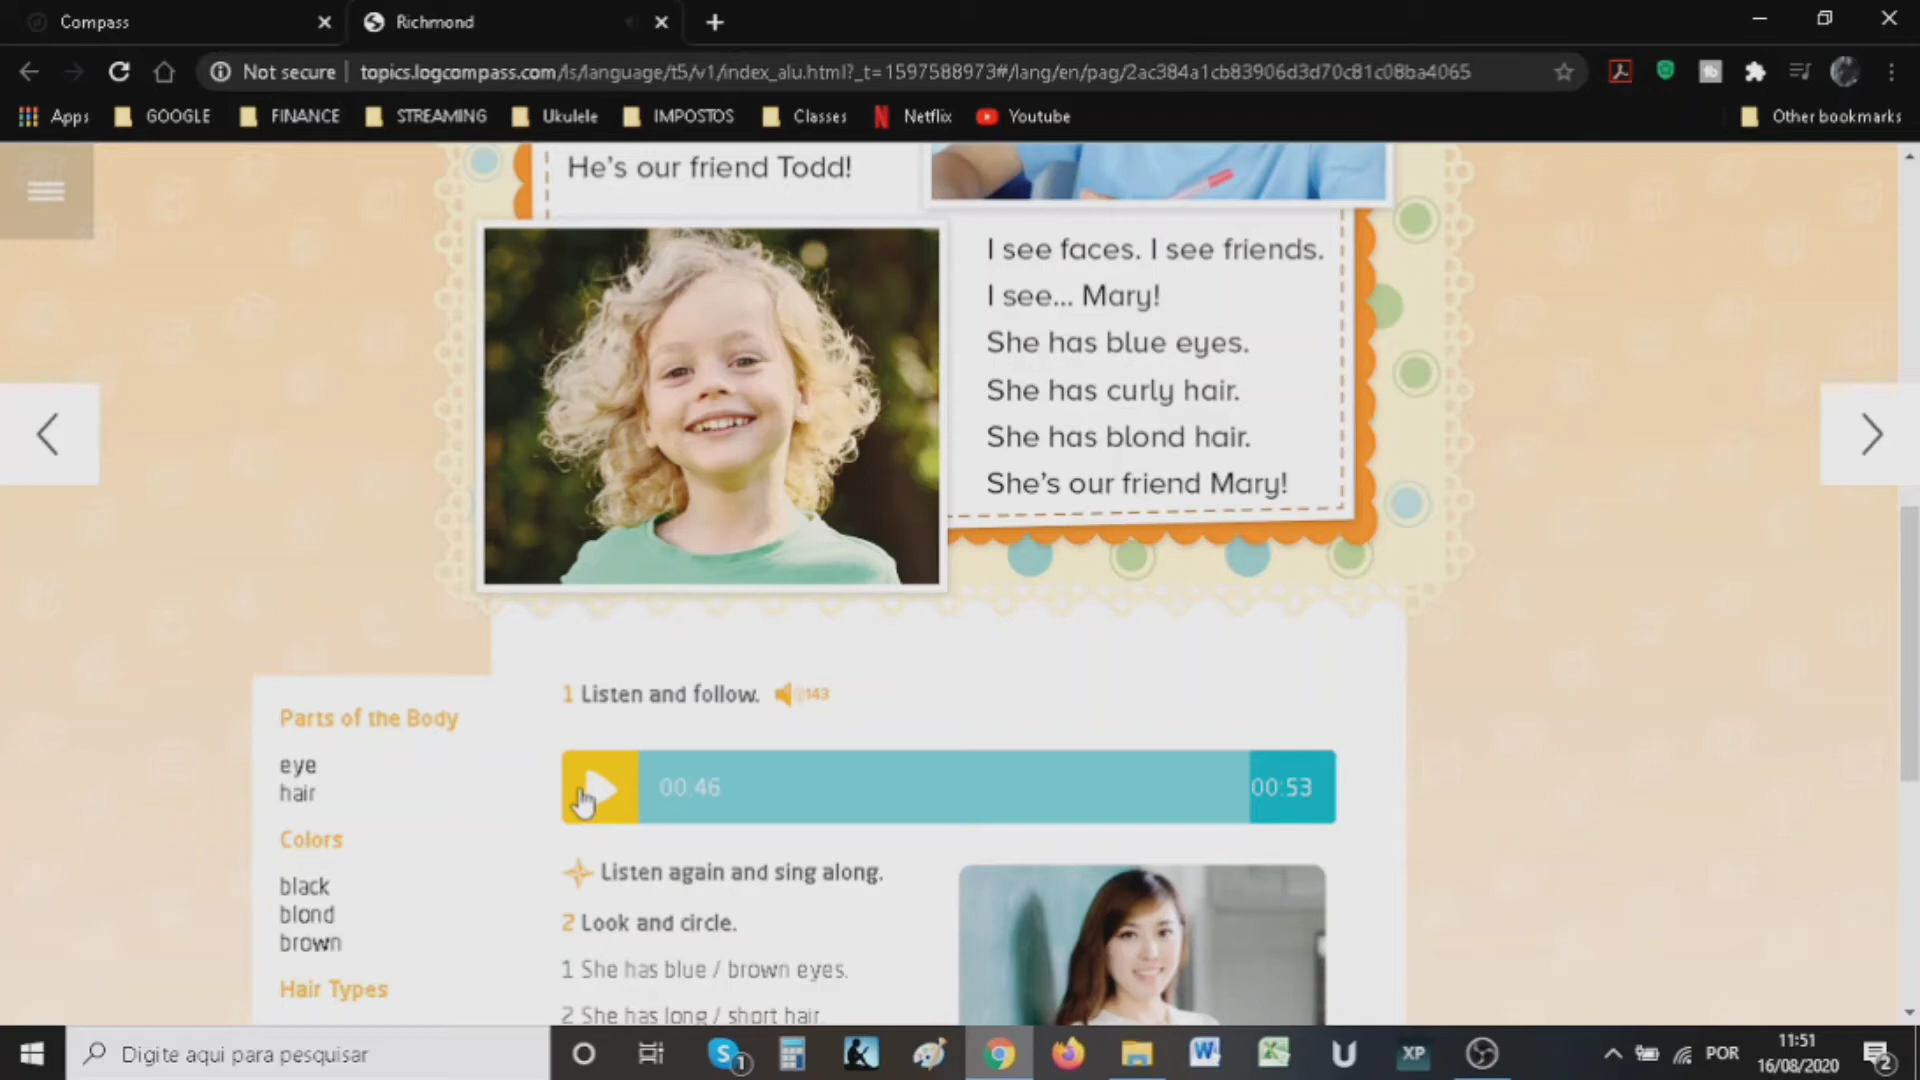 Compass
Richmond
Not secure
topics.logcompass.com/ls/language/t5/v1/index_alu.html?_t=1597588973#/lang/en/pag/2ac384a1cb83906d3d70c81c08ba4065
Apps
GOOGLE
FINANCE
STREAMING
Ukulele
IMPOSTOS
Classes
Netflix
Youtube
Other bookmarks
He's our friend Todd!
I see faces. I see friends.
I see... Mary!
She has blue eyes.
She has curly hair.
She has blond hair.
She's our friend Mary!
1 Listen and follow. 143
00:46
00:53
Parts of the Body
eye
hair
Colors
black
blond
brown
Hair Types
Listen again and sing along.
2 Look and circle.
1 She has blue / brown eyes.
2 She has long / short hair.
Digite aqui para pesquisar
1
XP
POR
11:51
16/08/2020
2